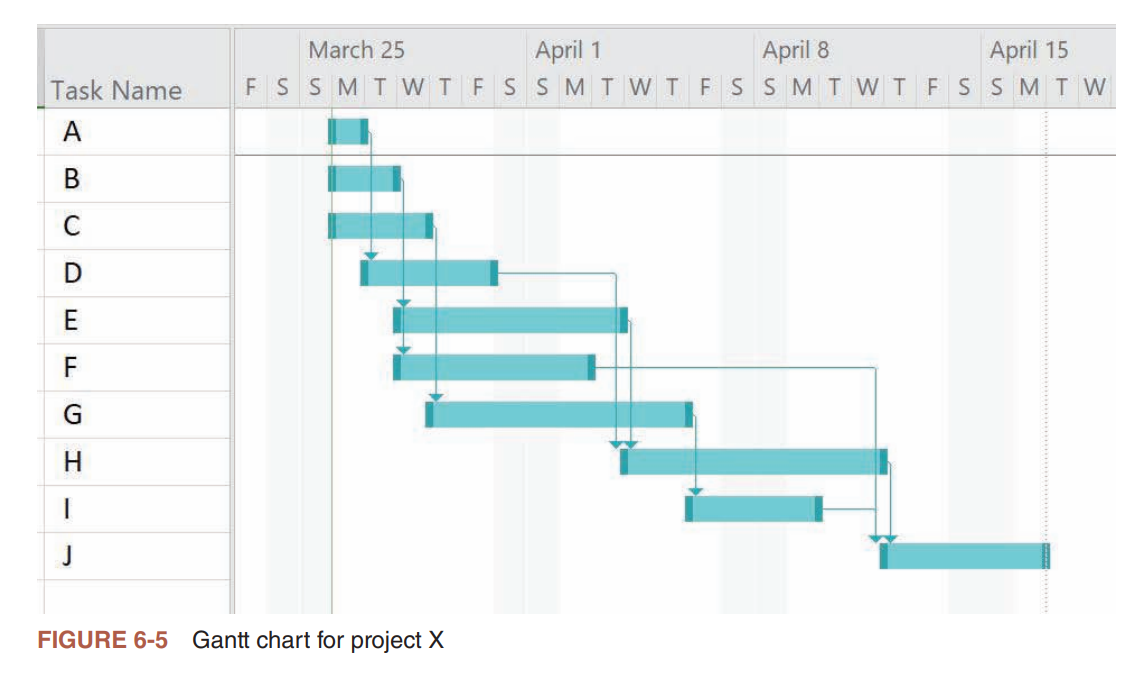 March 25 April 1 April 8 April 15
Task Name F S S M T W T F S S M T W T F S S M T W T F S S M T W
A
B
C
D
E
F
G
H
I
J
FIGURE 6-5 Gantt chart for project X